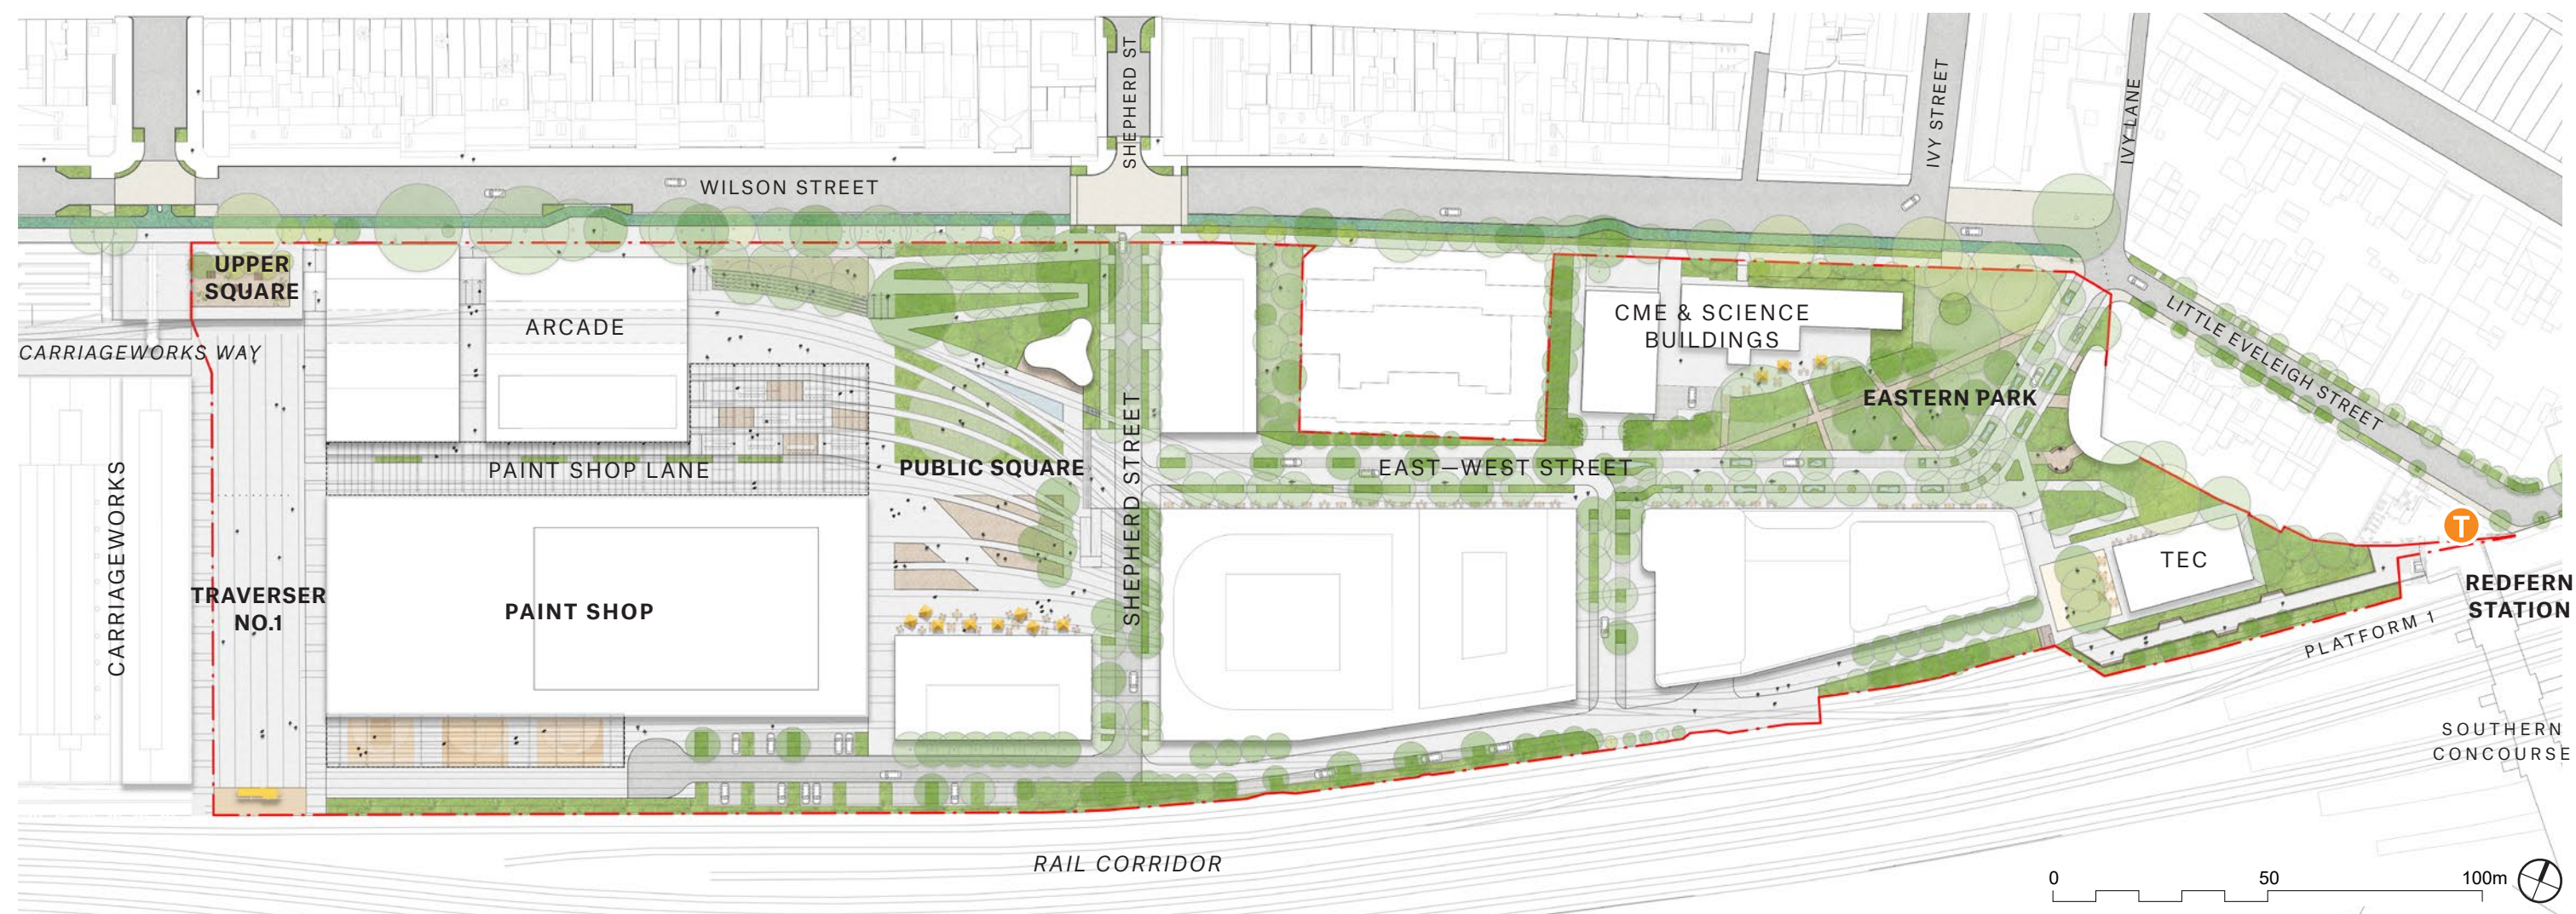 SHEPHERD ST
IVY STREET
IVY LANE
WILSON STREET
UPPER
SQUARE
ARCADE
CME & SCIENCE
BUILDINGS
LITTLE EVELEIGH STREET
CARRIAGEWORKS WAY
EASTERN PARK
PAINT SHOP LANE
PUBLIC SQUARE
SHEPHERD STREET
EAST—WEST STREET
CARRIAGEWORKS
TRAVERSER
NO.1
PAINT SHOP
T
TEC
REDFERN
STATION
PLATFORM 1
SOUTHERN
CONCOURSE
RAIL CORRIDOR
0 50 100m